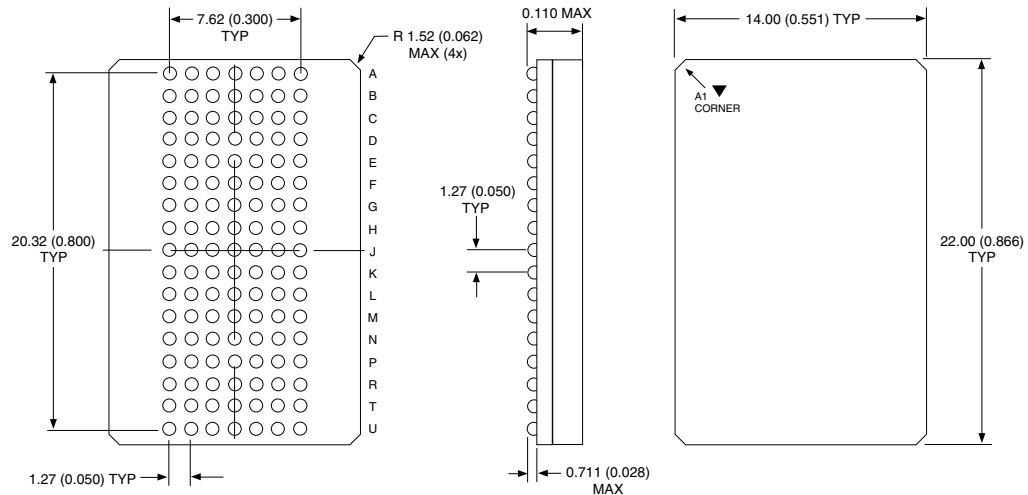 7.62 (0.300)
TYP
R 1.52 (0.062)
MAX (4x)
A
B
C
D
E
F
G
H
J
K
L
M
N
P
R
T
U
20.32 (0.800)
TYP
1.27 (0.050) TYP
0.110 MAX
1.27 (0.050)
TYP
0.711 (0.028)
MAX
14.00 (0.551) TYP
A1
CORNER
22.00 (0.866)
TYP